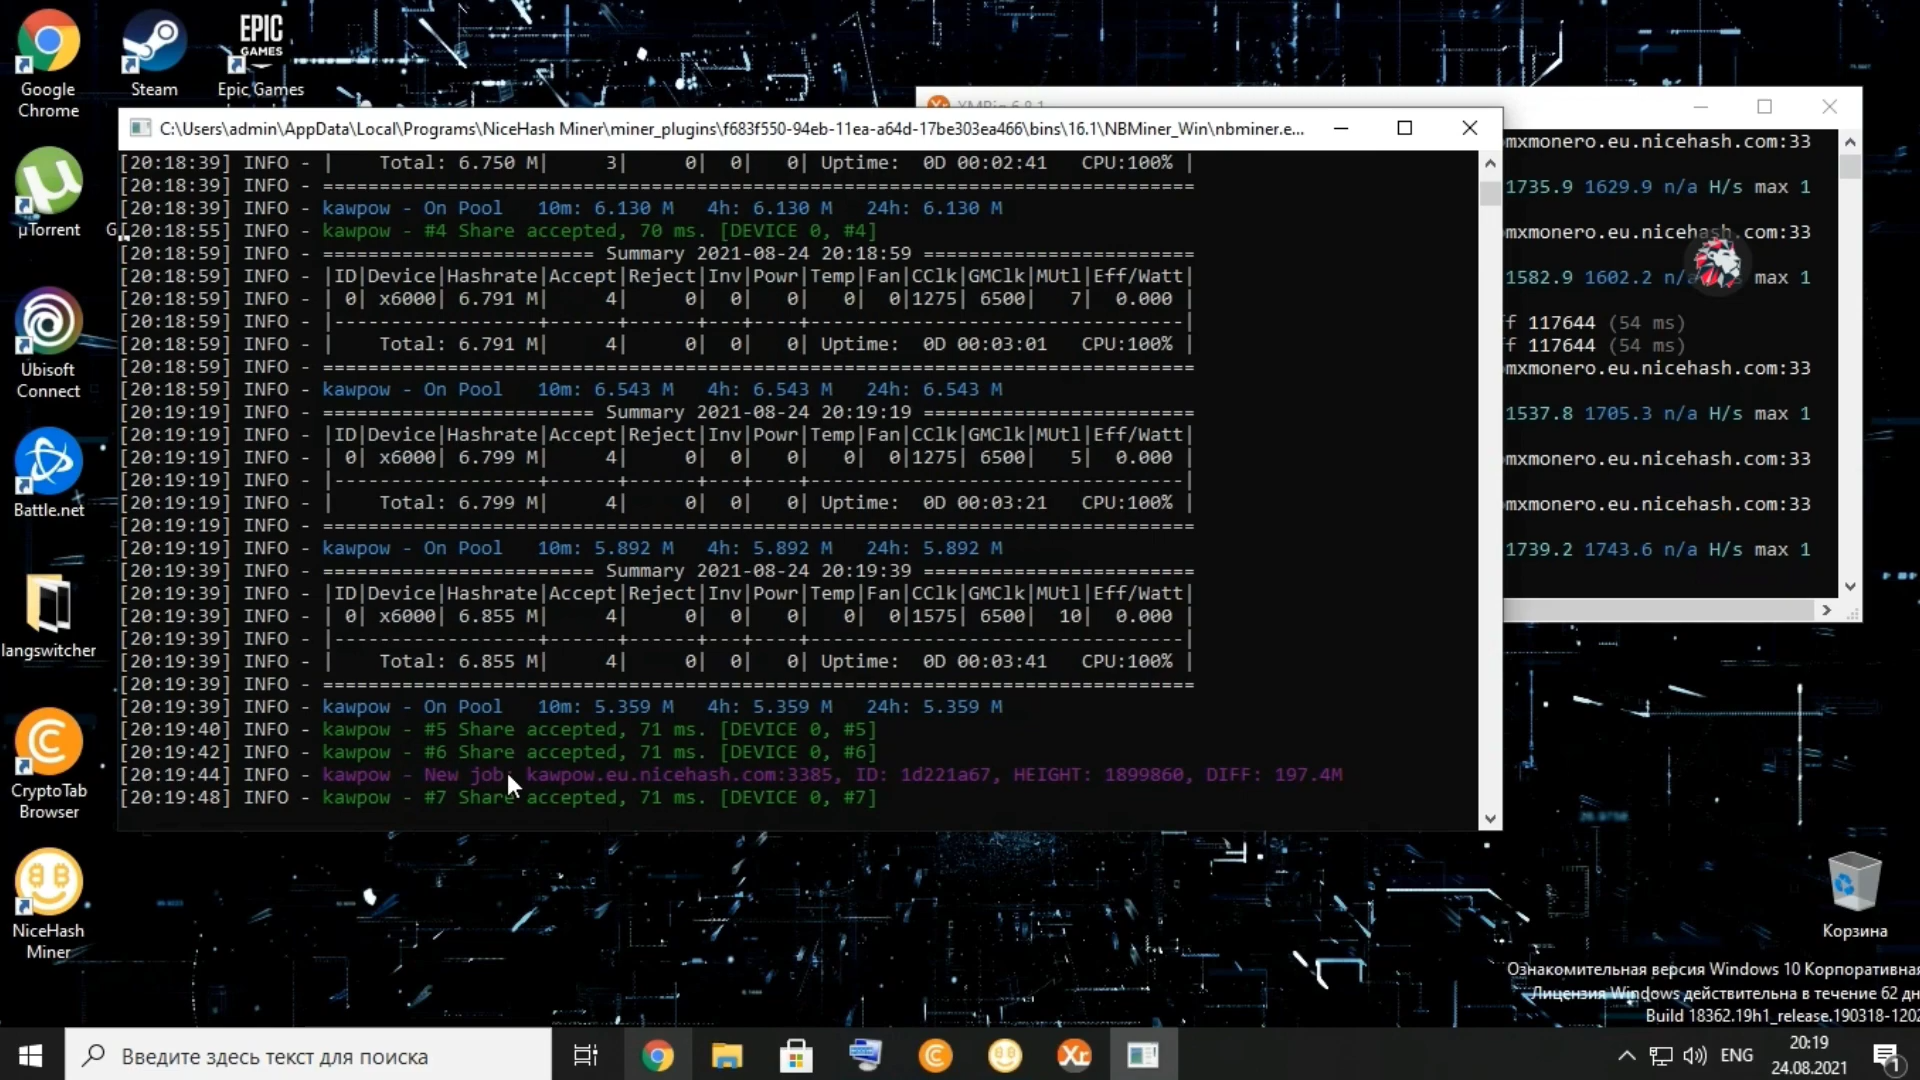 Google
Chrome
Steam
EPIC
GAMES
Epic Games
µTorrent
Ubisoft
Connect
Battle.net
langswitcher
CryptoTab
Browser
NiceHash
Miner
C:\Users\admin\AppData\Local\Programs\NiceHash Miner\miner_plugins\f683f550-94eb-11ea-a64d-17be303ea466\bins\16.1\NBMiner_Win\nbminer.e...
[20:18:39] INFO - |    Total: 6.750 M|     3|     0|  0|   0| Uptime:  0D 00:02:41   CPU:100% |
[20:18:39] INFO - =============================================================================
[20:18:39] INFO - kawpow - On Pool   10m: 6.130 M   4h: 6.130 M   24h: 6.130 M
[20:18:55] INFO - kawpow - #4 Share accepted, 70 ms. [DEVICE 0, #4]
[20:18:59] INFO - ======================== Summary 2021-08-24 20:18:59 ========================
[20:18:59] INFO - |ID|Device|Hashrate|Accept|Reject|Inv|Powr|Temp|Fan|CClk|GMClk|MUtl|Eff/Watt|
[20:18:59] INFO - | 0| x6000| 6.791 M|     4|     0|  0|   0|   0|  0|1275| 6500|   7|  0.000 |
[20:18:59] INFO - |------------------+------+------+---+----+---------------------------------|
[20:18:59] INFO - |    Total: 6.791 M|     4|     0|  0|   0| Uptime:  0D 00:03:01   CPU:100% |
[20:18:59] INFO - =============================================================================
[20:18:59] INFO - kawpow - On Pool   10m: 6.543 M   4h: 6.543 M   24h: 6.543 M
[20:19:19] INFO - ======================== Summary 2021-08-24 20:19:19 ========================
[20:19:19] INFO - |ID|Device|Hashrate|Accept|Reject|Inv|Powr|Temp|Fan|CClk|GMClk|MUtl|Eff/Watt|
[20:19:19] INFO - | 0| x6000| 6.799 M|     4|     0|  0|   0|   0|  0|1275| 6500|   5|  0.000 |
[20:19:19] INFO - |------------------+------+------+---+----+---------------------------------|
[20:19:19] INFO - |    Total: 6.799 M|     4|     0|  0|   0| Uptime:  0D 00:03:21   CPU:100% |
[20:19:19] INFO - =============================================================================
[20:19:19] INFO - kawpow - On Pool   10m: 5.892 M   4h: 5.892 M   24h: 5.892 M
[20:19:39] INFO - ======================== Summary 2021-08-24 20:19:39 ========================
[20:19:39] INFO - |ID|Device|Hashrate|Accept|Reject|Inv|Powr|Temp|Fan|CClk|GMClk|MUtl|Eff/Watt|
[20:19:39] INFO - | 0| x6000| 6.855 M|     4|     0|  0|   0|   0|  0|1575| 6500|  10|  0.000 |
[20:19:39] INFO - |------------------+------+------+---+----+---------------------------------|
[20:19:39] INFO - |    Total: 6.855 M|     4|     0|  0|   0| Uptime:  0D 00:03:41   CPU:100% |
[20:19:39] INFO - =============================================================================
[20:19:39] INFO - kawpow - On Pool   10m: 5.359 M   4h: 5.359 M   24h: 5.359 M
[20:19:40] INFO - kawpow - #5 Share accepted, 71 ms. [DEVICE 0, #5]
[20:19:42] INFO - kawpow - #6 Share accepted, 71 ms. [DEVICE 0, #6]
[20:19:44] INFO - kawpow - New job: kawpow.eu.nicehash.com:3385, ID: 1d221a67, HEIGHT: 1899860, DIFF: 197.4M
[20:19:48] INFO - kawpow - #7 Share accepted, 71 ms. [DEVICE 0, #7]
mxmonero.eu.nicehash.com:33
1735.9 1629.9 n/a H/s max 1
mxmonero.eu.nicehash.com:33
1582.9 1602.2 n/a max 1
ff 117644 (54 ms)
ff 117644 (54 ms)
mxmonero.eu.nicehash.com:33
1537.8 1705.3 n/a H/s max 1
mxmonero.eu.nicehash.com:33
mxmonero.eu.nicehash.com:33
1739.2 1743.6 n/a H/s max 1
Корзина
Ознакомительная версия Windows 10 Корпоративная
Лицензия Windows действительна в течение 62 дн
Build 18362.19h1_release.190318-1202
Введите здесь текст для поиска
ENG
20:19
24.08.2021
1